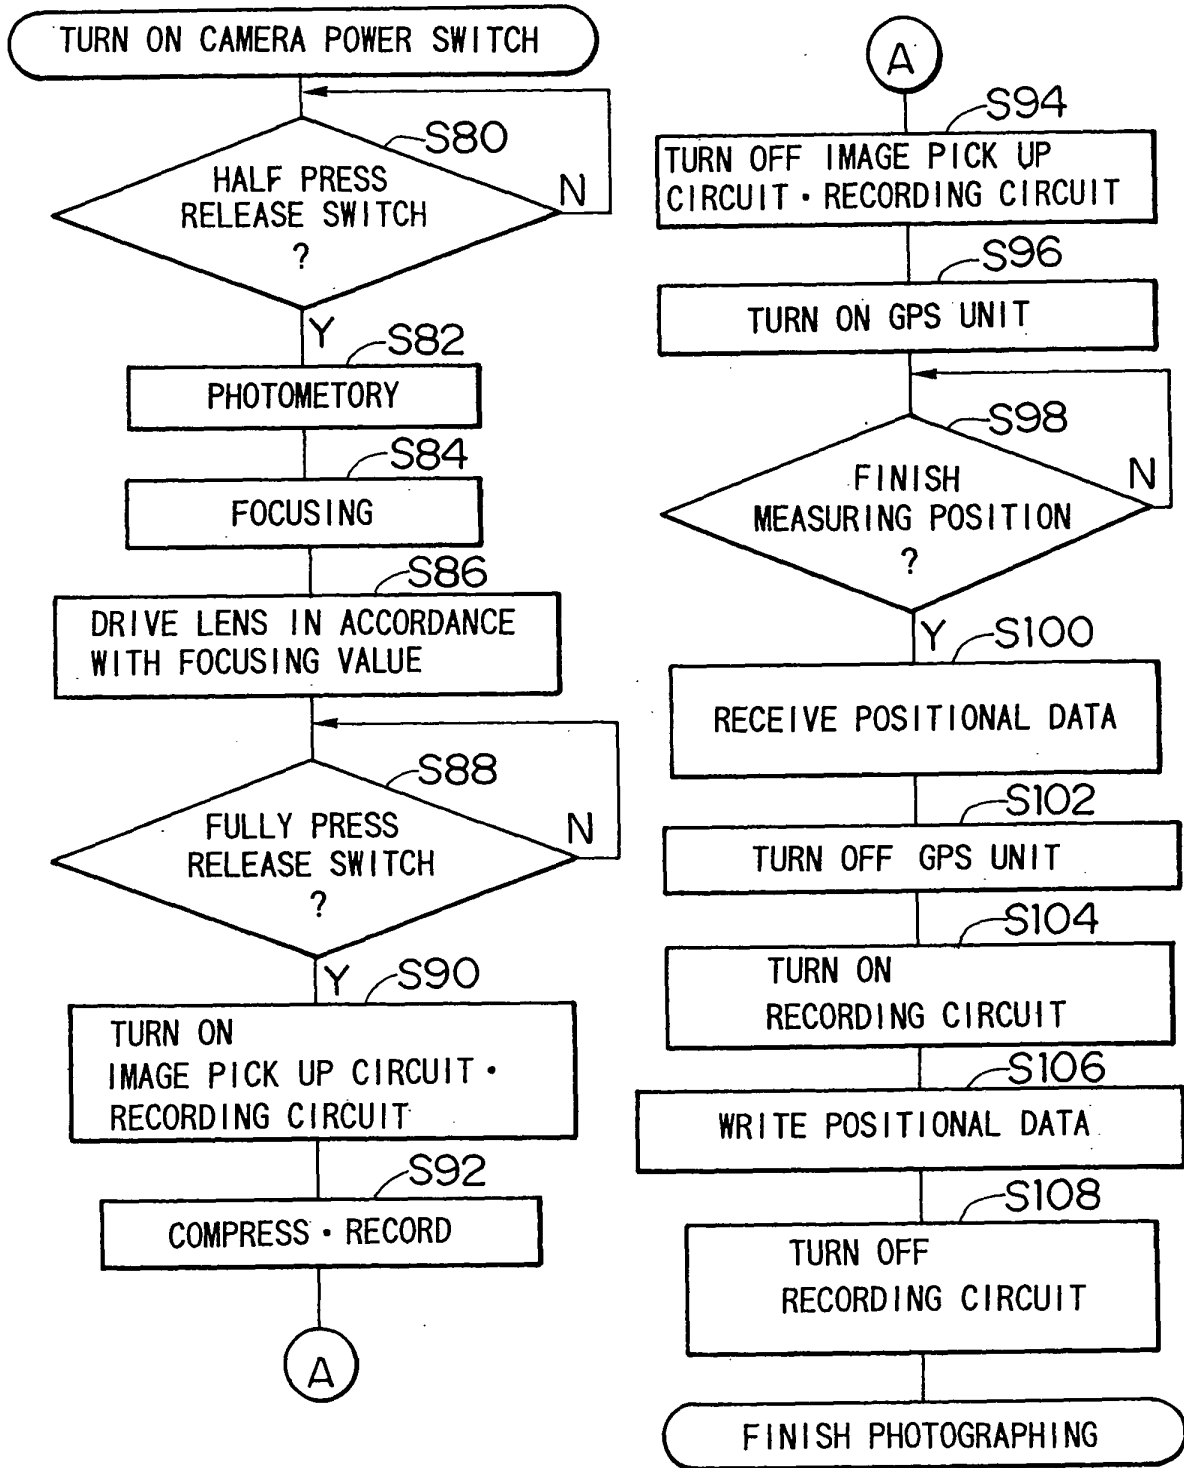 TURN ON CAMERA POWER SWITCH
S80
HALF PRESS
RELEASE SWITCH
?
N
Y
S82
PHOTOMETORY
S84
FOCUSING
S86
DRIVE LENS IN ACCORDANCE
WITH FOCUSING VALUE
S88
FULLY PRESS
RELEASE SWITCH
?
N
Y
S90
TURN ON
IMAGE PICK UP CIRCUIT・
RECORDING CIRCUIT
S92
COMPRESS・RECORD
A
A
S94
TURN OFF IMAGE PICK UP
CIRCUIT・RECORDING CIRCUIT
S96
TURN ON GPS UNIT
S98
FINISH
MEASURING POSITION
?
N
Y
S100
RECEIVE POSITIONAL DATA
S102
TURN OFF GPS UNIT
S104
TURN ON
RECORDING CIRCUIT
S106
WRITE POSITIONAL DATA
S108
TURN OFF
RECORDING CIRCUIT
FINISH PHOTOGRAPHING